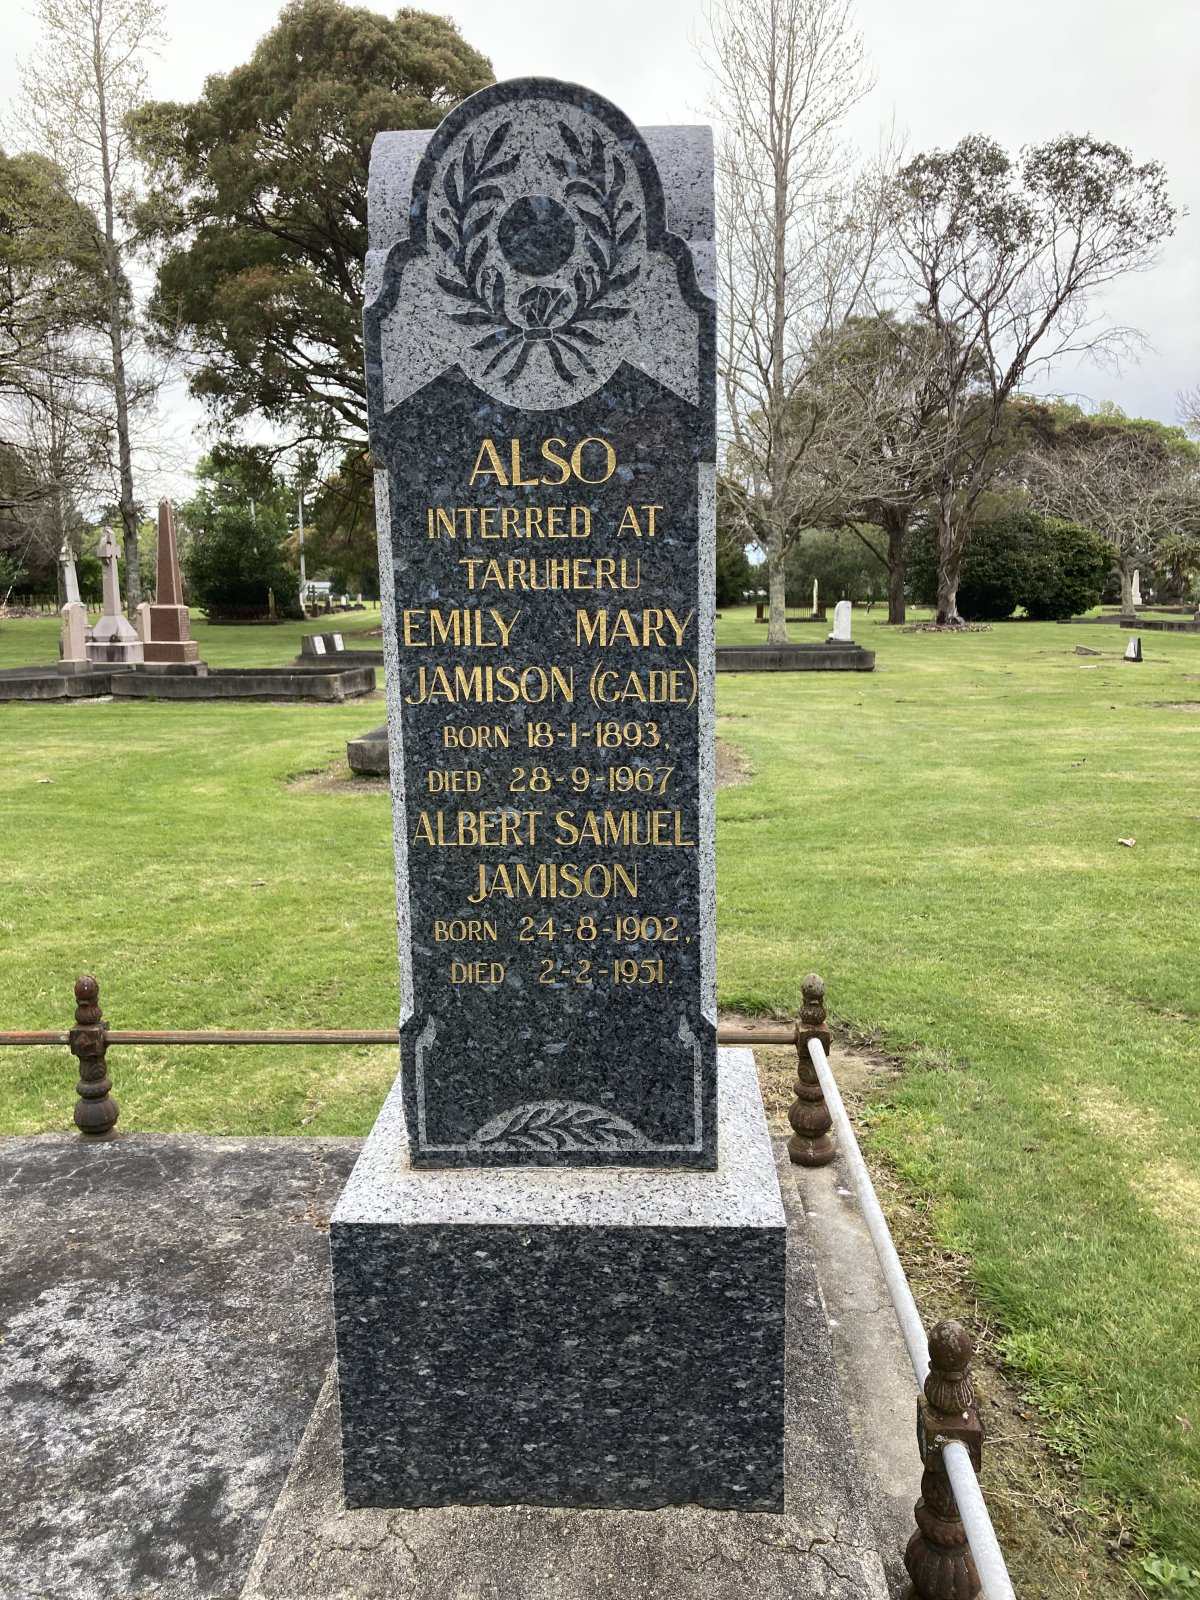 ALSO
INTERRED AT
TARUHERU
EMILY MARY
JAMISON (CADE)
BORN 18-1-1893,
DIED 28-9-1967.
ALBERT SAMUEL
JAMISON
BORN 24-8-1902,
DIED 2-2-1951.